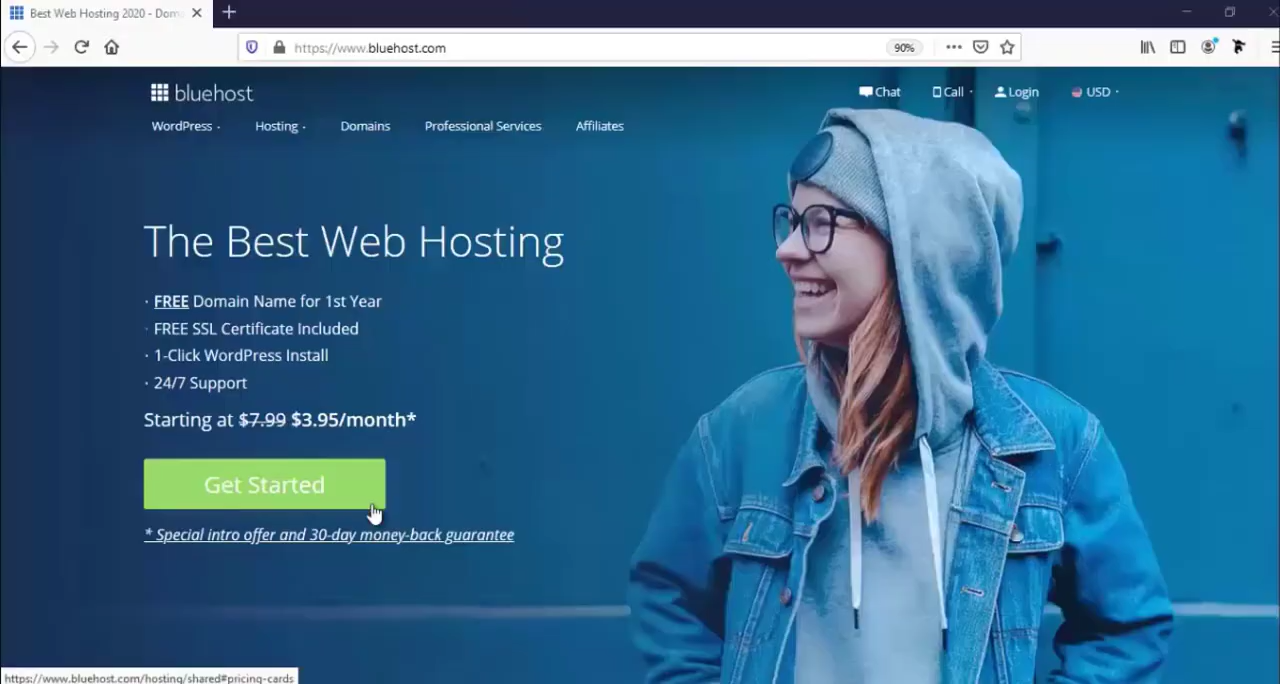 Best Web Hosting 2020 - Dom
https://www.bluehost.com
90%
bluehost
Chat
Call
Login
USD
WordPress
Hosting
Domains
Professional Services
Affiliates
The Best Web Hosting
· FREE Domain Name for 1st Year
· FREE SSL Certificate Included
· 1-Click WordPress Install
· 24/7 Support
Starting at $7.99 $3.95/month*
Get Started
* Special intro offer and 30-day money-back guarantee
https://www.bluehost.com/hosting/shared#pricing-cards